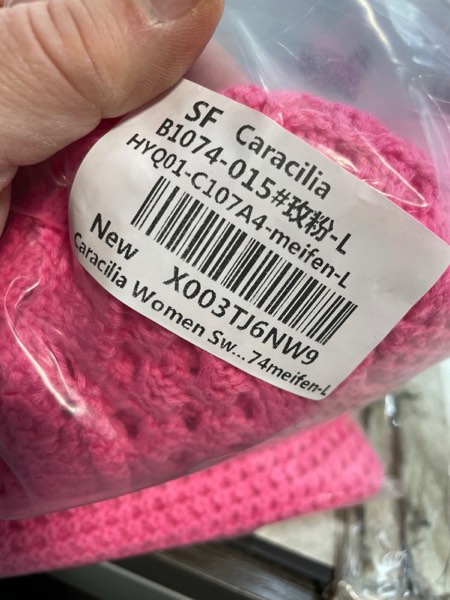 SF Caracilia
B1074-015#玫粉-L
HYQ01-C107A4-meifen-L
X003TJ6NW9
New
Caracilia Women Sw...74meifen-L